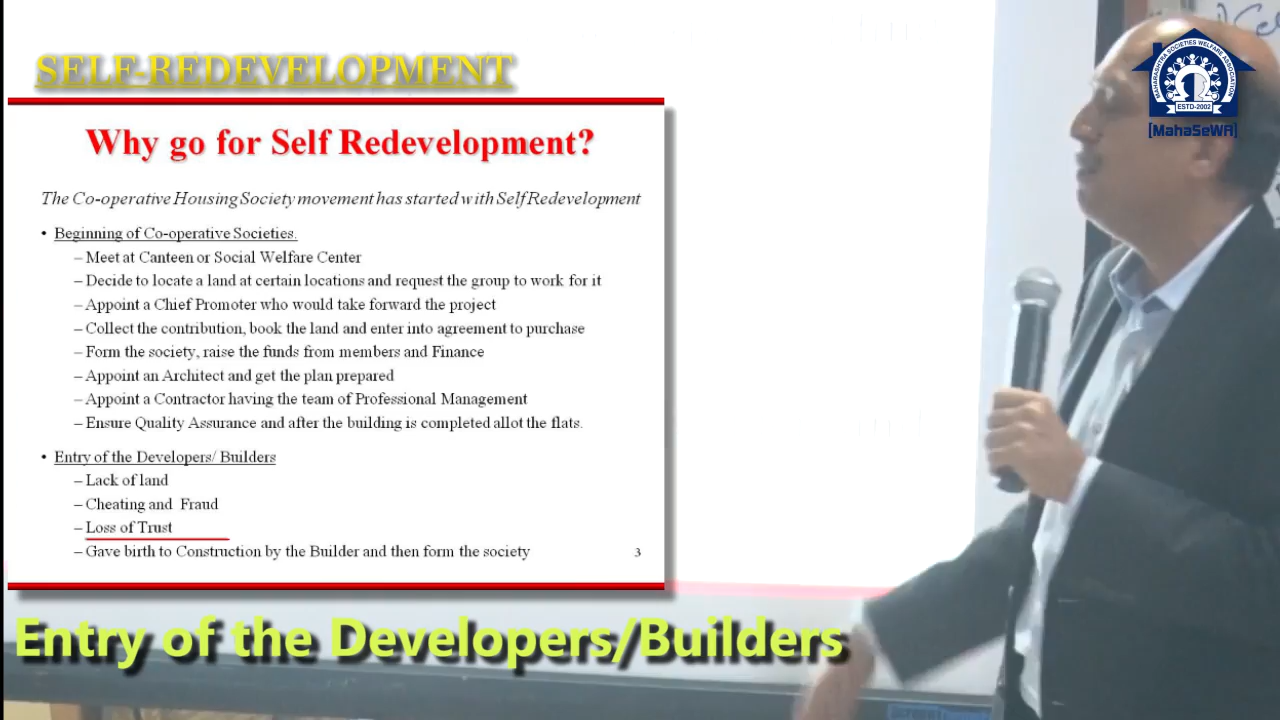 SELF-REDEVELOPMENT
Why go for Self Redevelopment?
The Co-operative Housing Society movement has started with Self Redevelopment
• Beginning of Co-operative Societies.
– Meet at Canteen or Social Welfare Center
– Decide to locate a land at certain locations and request the group to work for it
– Appoint a Chief Promoter who would take forward the project
– Collect the contribution, book the land and enter into agreement to purchase
– Form the society, raise the funds from members and Finance
– Appoint an Architect and get the plan prepared
– Appoint a Contractor having the team of Professional Management
– Ensure Quality Assurance and after the building is completed allot the flats.
• Entry of the Developers/ Builders
– Lack of land
– Cheating and Fraud
– Loss of Trust
– Gave birth to Construction by the Builder and then form the society
3
Entry of the Developers/Builders
MAHARASHTRA SOCIETIES WELFARE ASSOCIATION
ESTD-2002
[MahaSeWA]